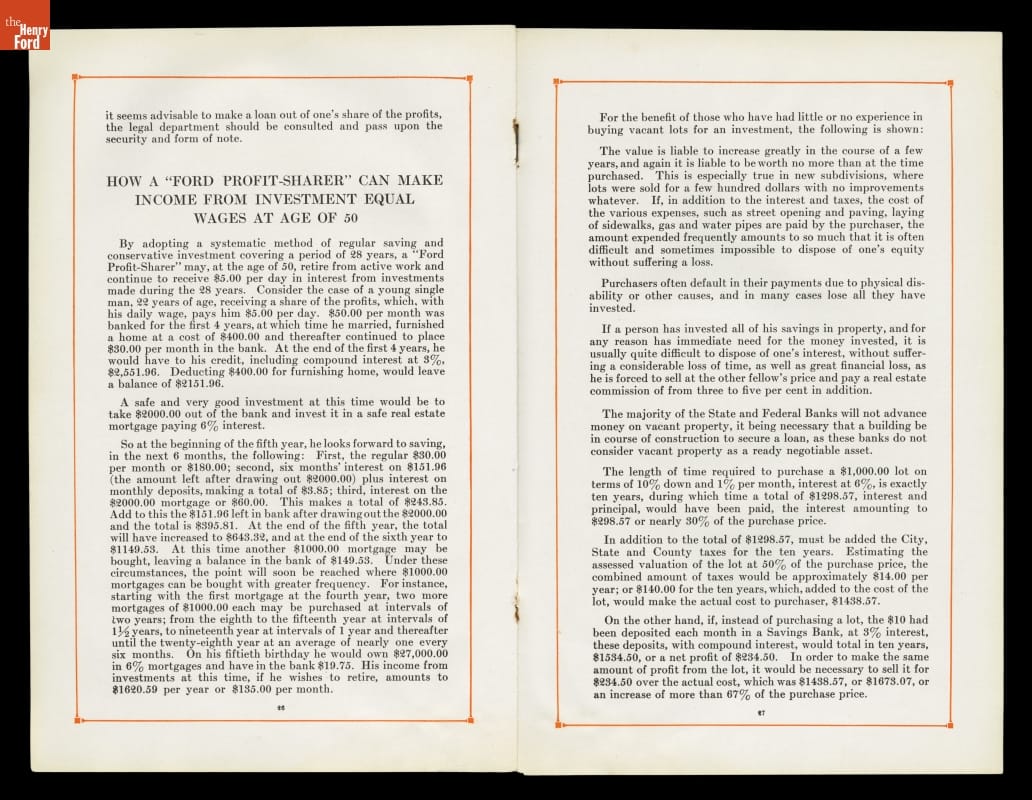 the
Henry
Ford
it seems advisable to make a loan out of one's share of the profits,
the legal department should be consulted and pass upon the
security and form of note.
HOW A "FORD PROFIT-SHARER" CAN MAKE
INCOME FROM INVESTMENT EQUAL
WAGES AT AGE OF 50
By adopting a systematic method of regular saving and
conservative investment covering a period of 28 years, a "Ford
Profit-Sharer" may, at the age of 50, retire from active work and
continue to receive $5.00 per day in interest from investments
made during the 28 years. Consider the case of a young single
man, 22 years of age, receiving a share of the profits, which, with
his daily wage, pays him $5.00 per day. $50.00 per month was
banked for the first 4 years, at which time he married, furnished
a home at a cost of $400.00 and thereafter continued to place
$30.00 per month in the bank. At the end of the first 4 years, he
would have to his credit, including compound interest at 3%,
$2,551.96. Deducting $400.00 for furnishing home, would leave
a balance of $2151.96.
A safe and very good investment at this time would be to
take $2000.00 out of the bank and invest it in a safe real estate
mortgage paying 6% interest.
So at the beginning of the fifth year, he looks forward to saving,
in the next 6 months, the following: First, the regular $30.00
per month or $180.00; second, six months' interest on $151.96
(the amount left after drawing out $2000.00) plus interest on
monthly deposits, making a total of $3.85; third, interest on the
$2000.00 mortgage or $60.00. This makes a total of $243.85.
Add to this the $151.96 left in bank after drawing out the $2000.00
and the total is $395.81. At the end of the fifth year, the total
will have increased to $643.32, and at the end of the sixth year to
$1149.53. At this time another $1000.00 mortgage may be
bought, leaving a balance in the bank of $149.53. Under these
circumstances, the point will soon be reached where $1000.00
mortgages can be bought with greater frequency. For instance,
starting with the first mortgage at the fourth year, two more
mortgages of $1000.00 each may be purchased at intervals of
two years; from the eighth to the fifteenth year at intervals of
1½ years, to nineteenth year at intervals of 1 year and thereafter
until the twenty-eighth year at an average of nearly one every
six months. On his fiftieth birthday he would own $27,000.00
in 6% mortgages and have in the bank $19.75. His income from
investments at this time, if he wishes to retire, amounts to
$1620.59 per year or $135.00 per month.
26
For the benefit of those who have had little or no experience in
buying vacant lots for an investment, the following is shown:
The value is liable to increase greatly in the course of a few
years, and again it is liable to be worth no more than at the time
purchased. This is especially true in new subdivisions, where
lots were sold for a few hundred dollars with no improvements
whatever. If, in addition to the interest and taxes, the cost of
the various expenses, such as street opening and paving, laying
of sidewalks, gas and water pipes are paid by the purchaser, the
amount expended frequently amounts to so much that it is often
difficult and sometimes impossible to dispose of one's equity
without suffering a loss.
Purchasers often default in their payments due to physical dis-
ability or other causes, and in many cases lose all they have
invested.
If a person has invested all of his savings in property, and for
any reason has immediate need for the money invested, it is
usually quite difficult to dispose of one's interest, without suffer-
ing a considerable loss of time, as well as great financial loss, as
he is forced to sell at the other fellow's price and pay a real estate
commission of from three to five per cent in addition.
The majority of the State and Federal Banks will not advance
money on vacant property, it being necessary that a building be
in course of construction to secure a loan, as these banks do not
consider vacant property as a ready negotiable asset.
The length of time required to purchase a $1,000.00 lot on
terms of 10% down and 1% per month, interest at 6%, is exactly
ten years, during which time a total of $1298.57, interest and
principal, would have been paid, the interest amounting to
$298.57 or nearly 30% of the purchase price.
In addition to the total of $1298.57, must be added the City,
State and County taxes for the ten years. Estimating the
assessed valuation of the lot at 50% of the purchase price, the
combined amount of taxes would be approximately $14.00 per
year; or $140.00 for the ten years, which, added to the cost of the
lot, would make the actual cost to purchaser, $1438.57.
On the other hand, if, instead of purchasing a lot, the $10 had
been deposited each month in a Savings Bank, at 3% interest,
these deposits, with compound interest, would total in ten years,
$1534.50, or a net profit of $234.50. In order to make the same
amount of profit from the lot, it would be necessary to sell it for
$234.50 over the actual cost, which was $1438.57, or $1673.07, or
an increase of more than 67% of the purchase price.
27